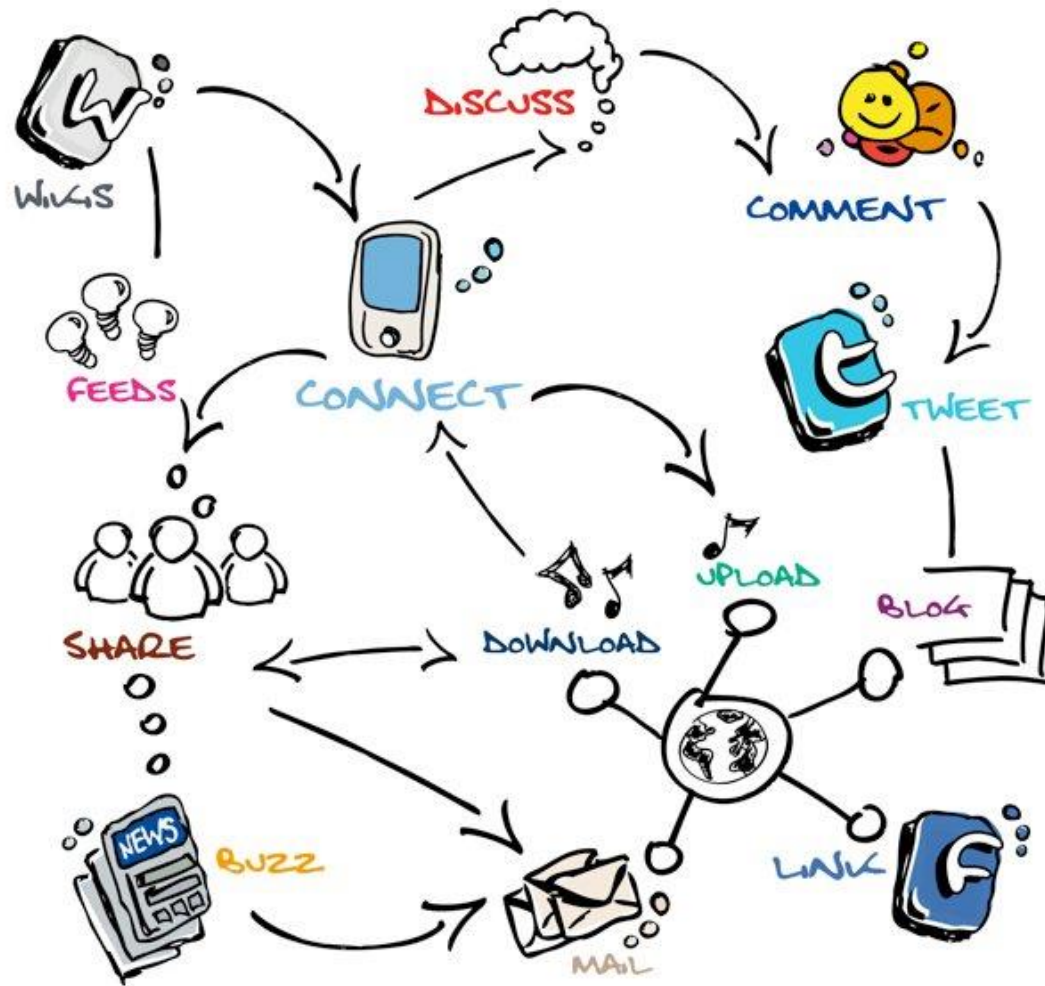 DISCUSS
W
WIKIS
COMMENT
FEEDS
CONNECT
t
TWEET
UPLOAD
BLOG
SHARE
DOWNLOAD
NEWS
BUZZ
LINK
F
MAIL